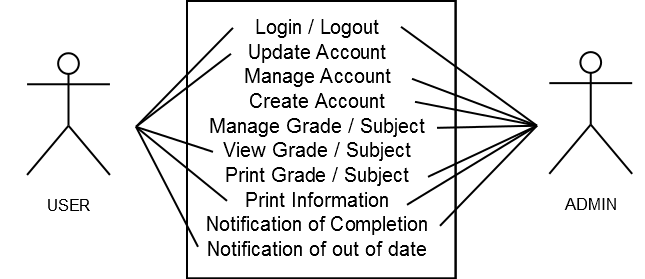 Login / Logout
Update Account
Manage Account
Create Account
Manage Grade / Subject
View Grade / Subject
Print Grade / Subject
Print Information
Notification of Completion
Notification of out of date
USER
ADMIN